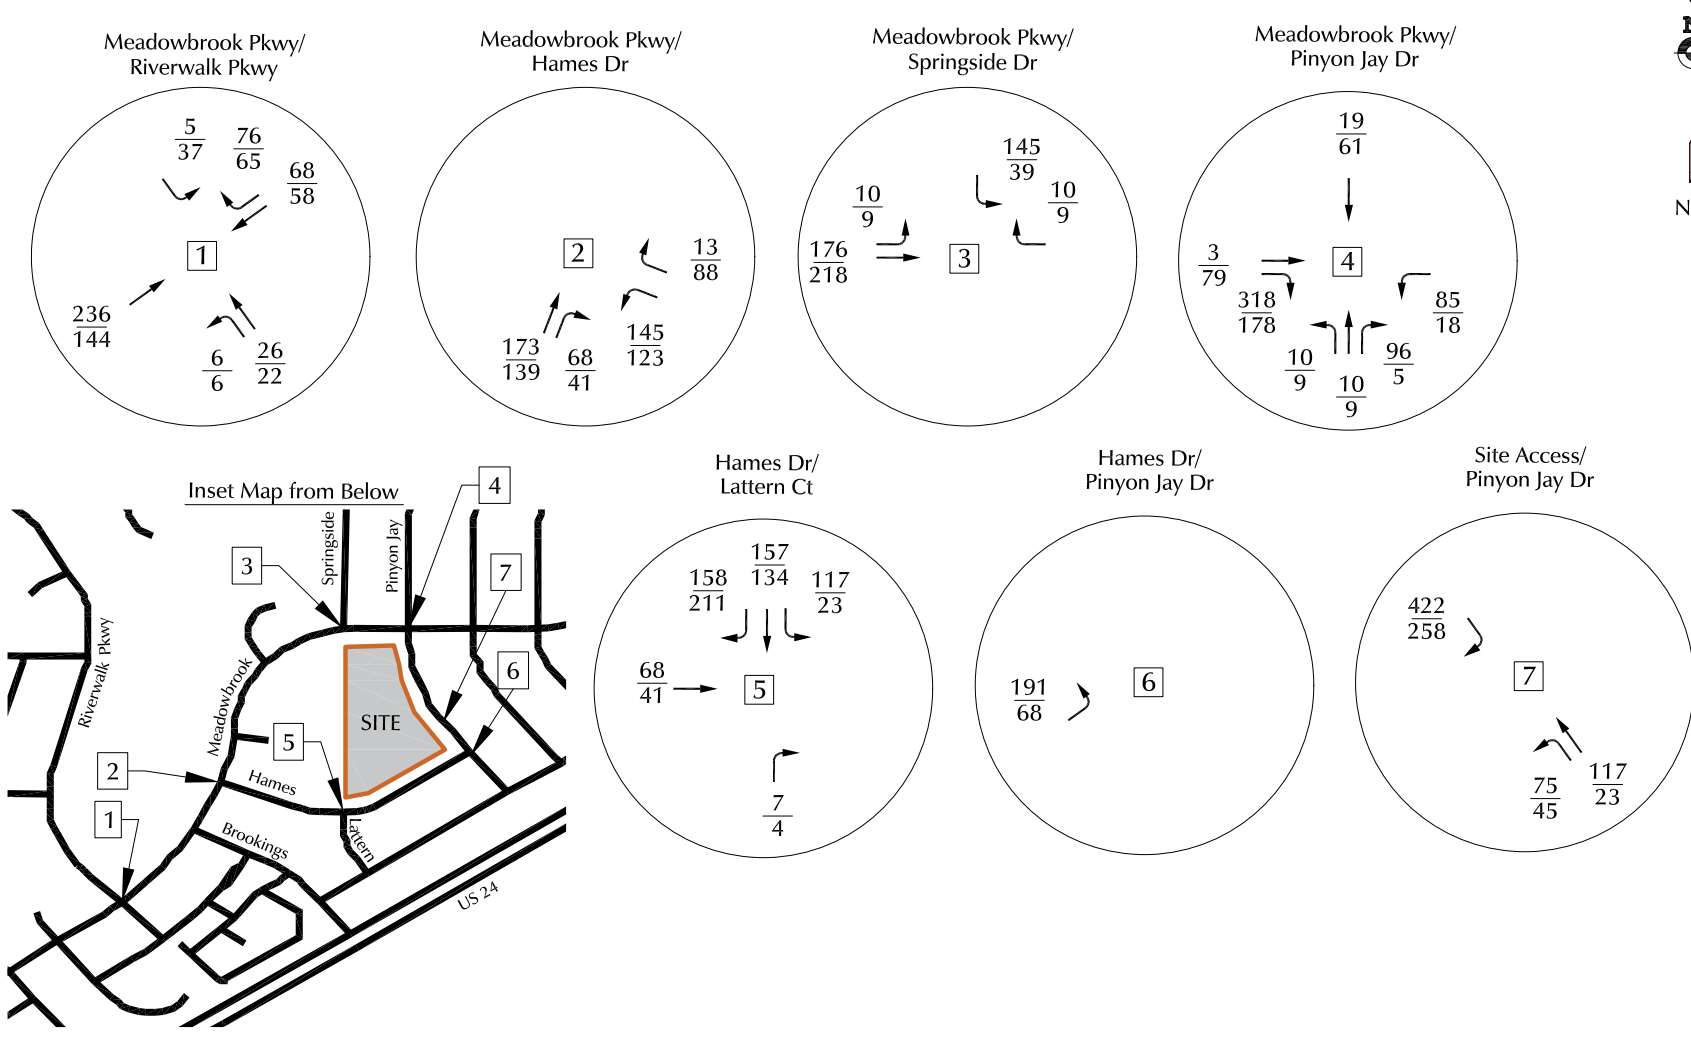 Meadowbrook Pkwy/
Riverwalk Pkwy
5
37
76
65
68
58
1
236
144
6
6
26
22
Meadowbrook Pkwy/
Hames Dr
2
13
88
173
139
68
41
145
123
Meadowbrook Pkwy/
Springside Dr
145
39
10
9
10
9
176
218
3
Meadowbrook Pkwy/
Pinyon Jay Dr
19
61
3
79
4
318
178
85
18
10
9
10
9
96
5
N
Inset Map from Below
Springside
Pinyon Jay
4
3
7
6
Riverwalk Pkwy
Meadowbrook
SITE
5
2
Hames
1
Brookings
Lattern
US 24
Hames Dr/
Lattern Ct
158
211
157
134
117
23
68
41
5
7
4
Hames Dr/
Pinyon Jay Dr
191
68
6
Site Access/
Pinyon Jay Dr
422
258
7
75
45
117
23